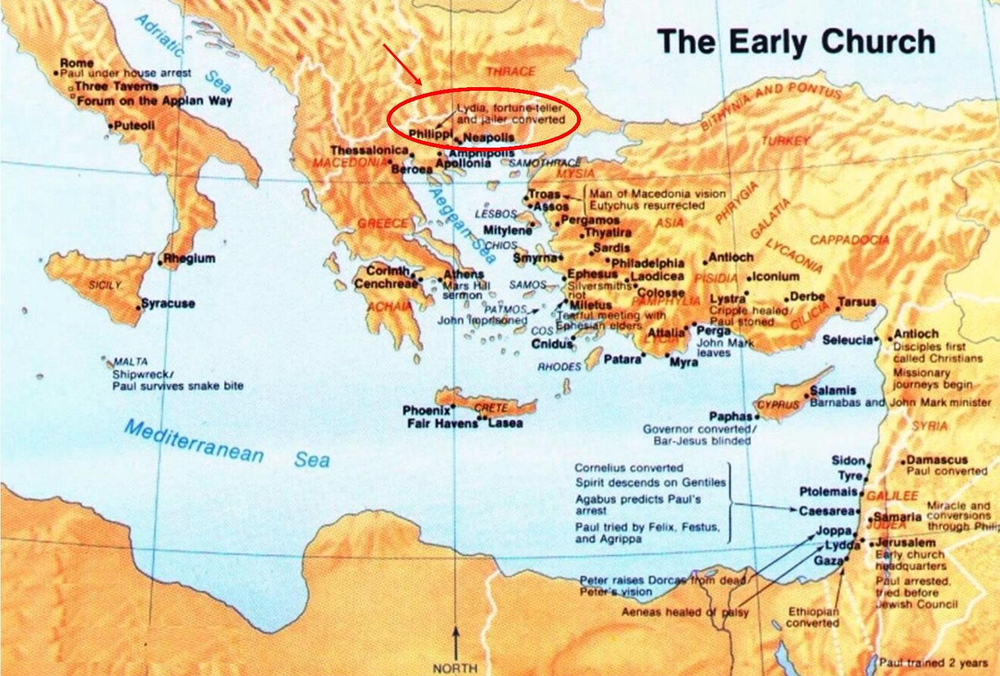 The Early Church
Adriatic
Sea
Rome
Paul under house arrest
Three Taverns
Forum on the Appian Way
Puteoli
THRACE
BITHYNIA AND PONTUS
Lydia, fortune-teller
and jailer converted
Philippi
Neapolis
TURKEY
Thessalonica
Amphipolis
MACEDONIA
Apollonia
SAMOTHRACE
Beroea
MYSIA
Aegean Sea
Troas
Man of Macedonia vision
Assos
Eutychus resurrected
PHRYGIA
GALATIA
LESBOS
GREECE
Pergamos
ASIA
Mitylene
Thyatira
CAPPADOCIA
CHIOS
Sardis
LYCAONIA
Rhegium
Smyrna
Philadelphia
Antioch
Corinth
Athens
Ephesus
Laodicea
PISIDIA
Iconium
Cenchreae
Mars Hill
sermon
SICILY
SAMOS
Silversmiths
riot
Colosse
Syracuse
ACHAIA
PAMPHYLIA
Lystra
Cripple healed/
Paul stoned
Derbe
Tarsus
PATMOS
John imprisoned
Miletus
Tearful meeting with
Ephesian elders
CILICIA
COS
Cnidus
Attalia
LYCIA
Perga
John Mark
leaves
Seleucia
Antioch
Disciples first
called Christians
Missionary
journeys begin
MALTA
Shipwreck/
Paul survives snake bite
RHODES
Patara
Myra
Salamis
Barnabas and John Mark minister
CYPRUS
Phoenix
CRETE
Fair Havens
Lasea
Paphas
Governor converted/
Bar-Jesus blinded
SYRIA
Mediterranean Sea
Sidon
Damascus
Paul converted
Tyre
Cornelius converted
Spirit descends on Gentiles
Agabus predicts Paul's
arrest
Paul tried by Felix, Festus,
and Agrippa
Ptolemais
GALILEE
Caesarea
Samaria
Miracle and
conversions
through Philip
JUDEA
Joppa
Lydda
Jerusalem
Early church
headquarters
Paul arrested,
tried before
Jewish Council
Gaza
Peter raises Dorcas from dead/
Peter's vision
Aeneas healed of palsy
Ethiopian
converted
NORTH
Paul trained 2 years